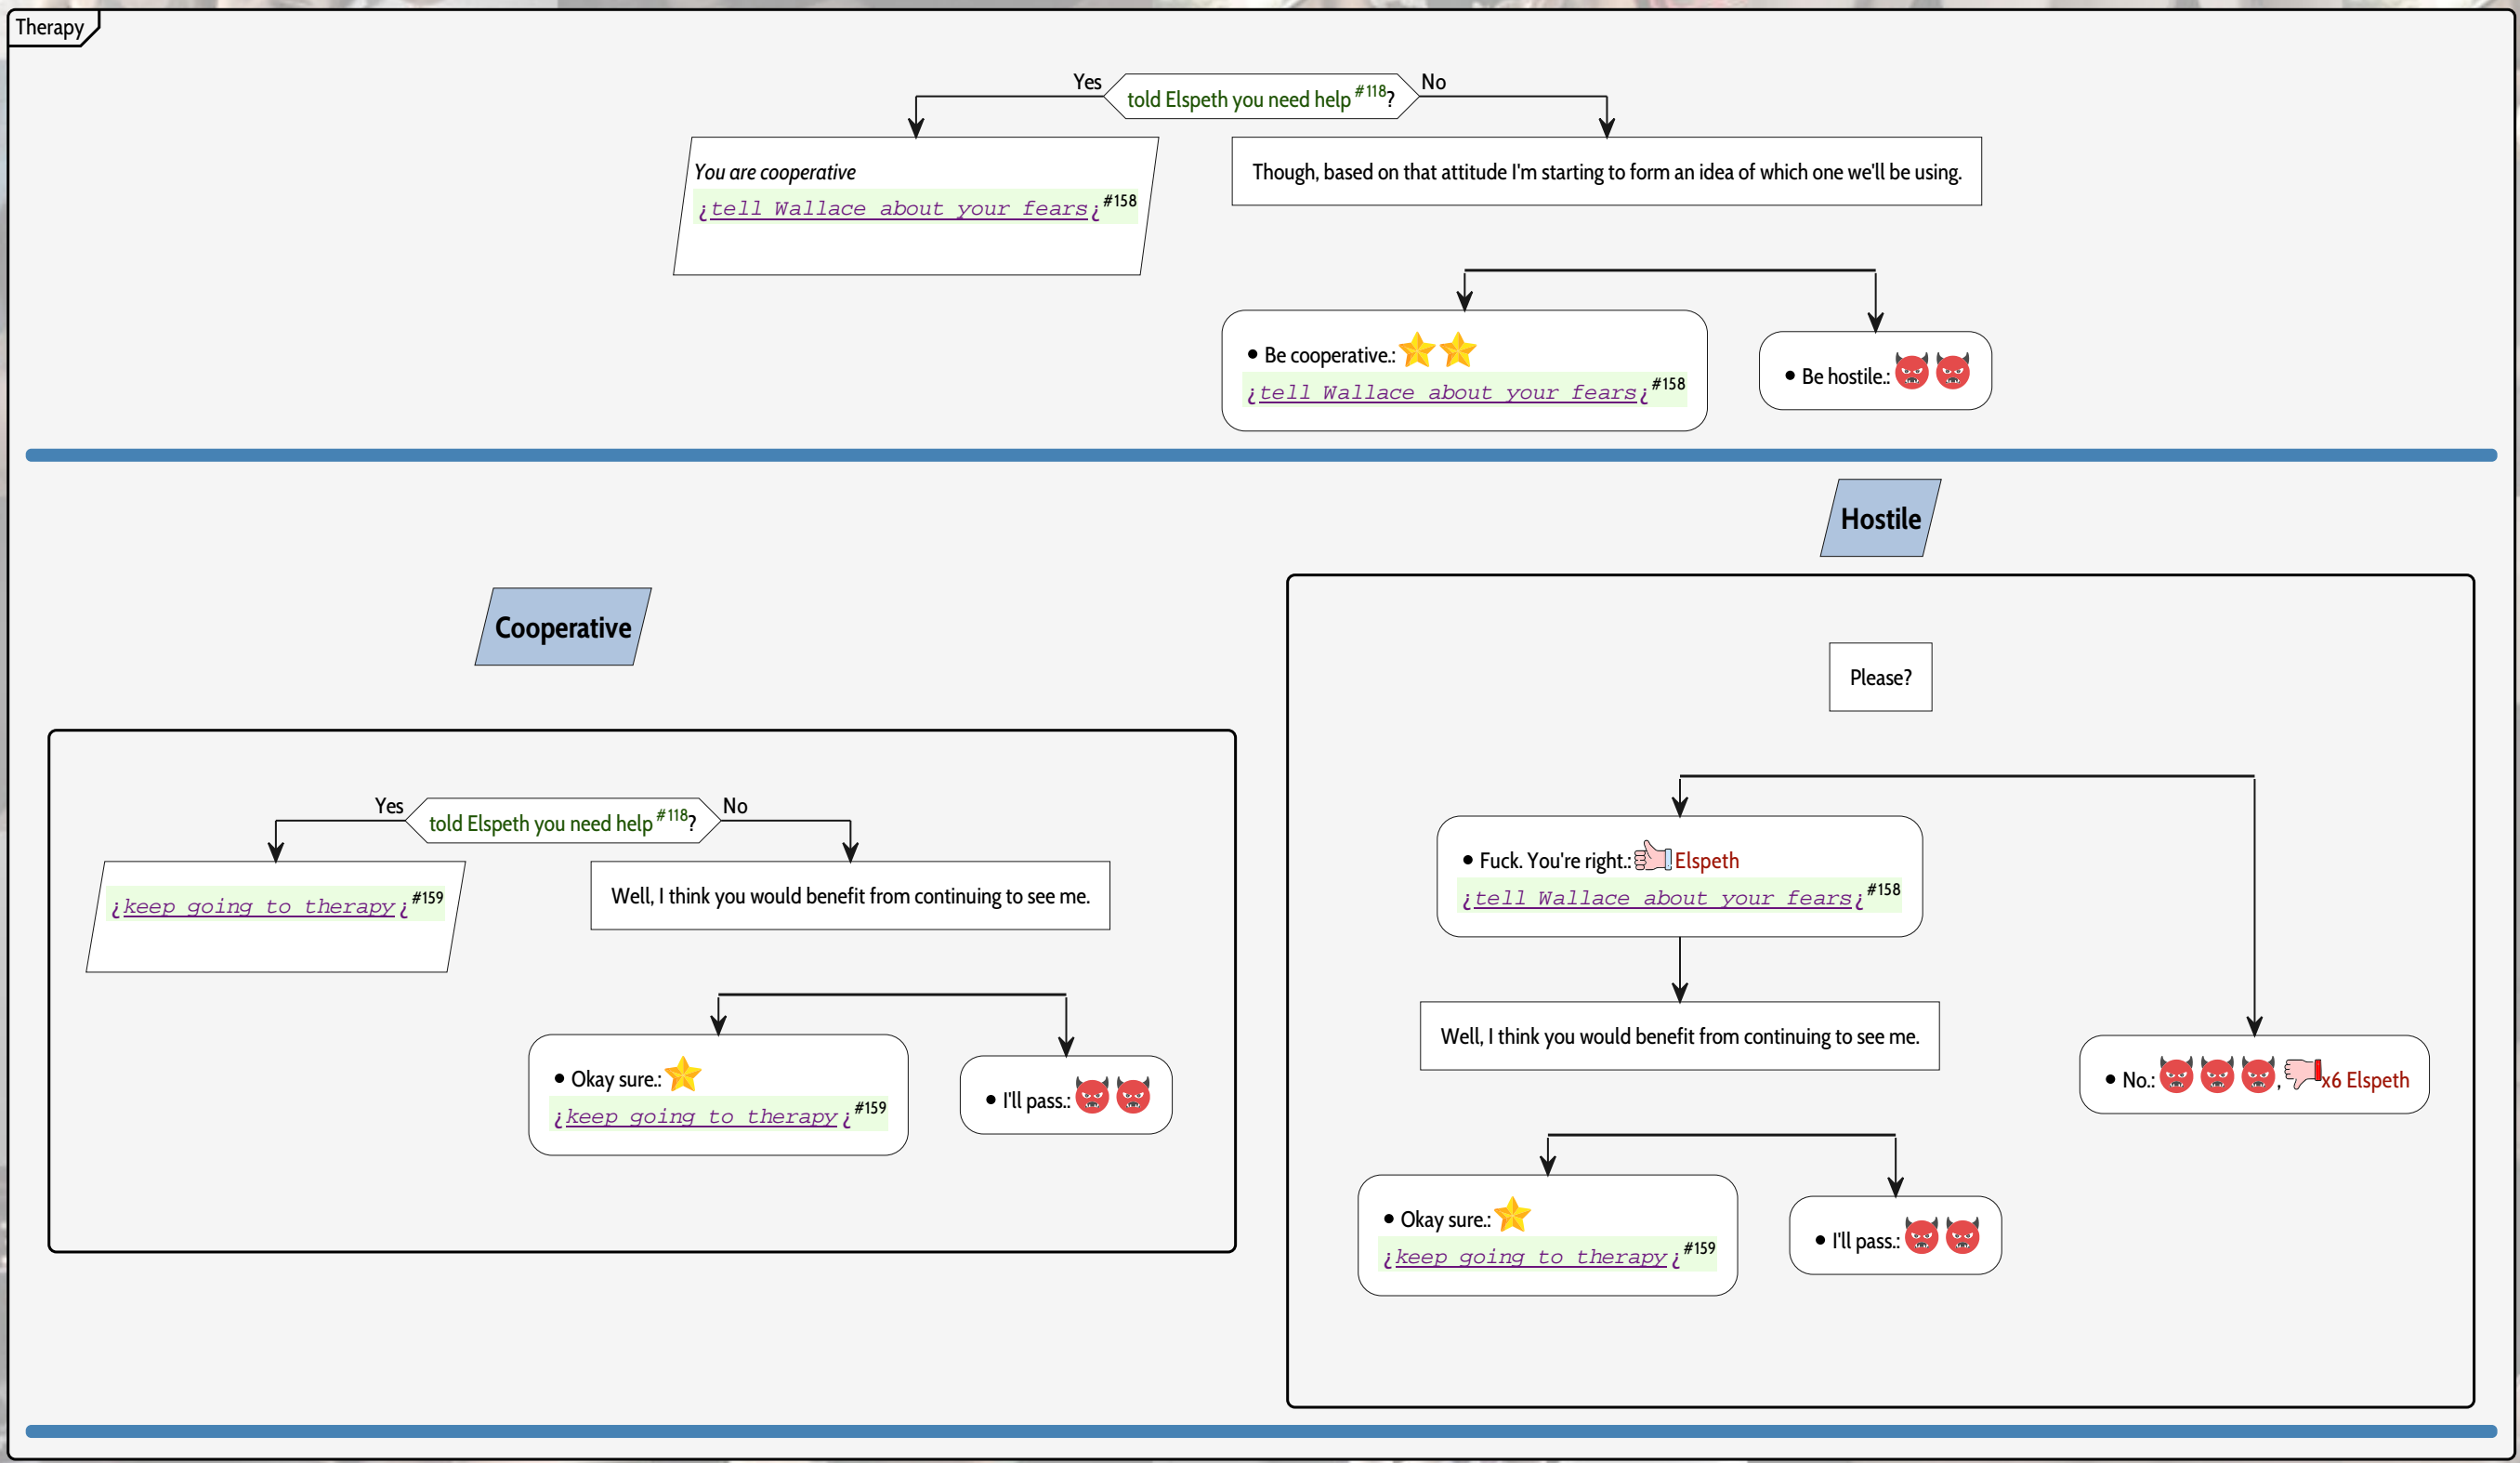 Therapy
Yes
told Elspeth you need help #118?
No
You are cooperative
¿tell Wallace about your fears¿#158
Though, based on that attitude I'm starting to form an idea of which one we'll be using.
• Be cooperative.:
¿tell Wallace about your fears¿#158
• Be hostile.:
Cooperative
Yes
told Elspeth you need help #118?
No
¿keep going to therapy¿#159
Well, I think you would benefit from continuing to see me.
• Okay sure.:
¿keep going to therapy¿#159
• I'll pass.:
Hostile
Please?
• Fuck. You're right.: Elspeth
¿tell Wallace about your fears¿#158
Well, I think you would benefit from continuing to see me.
• Okay sure.:
¿keep going to therapy¿#159
• I'll pass.:
• No.: , x6 Elspeth